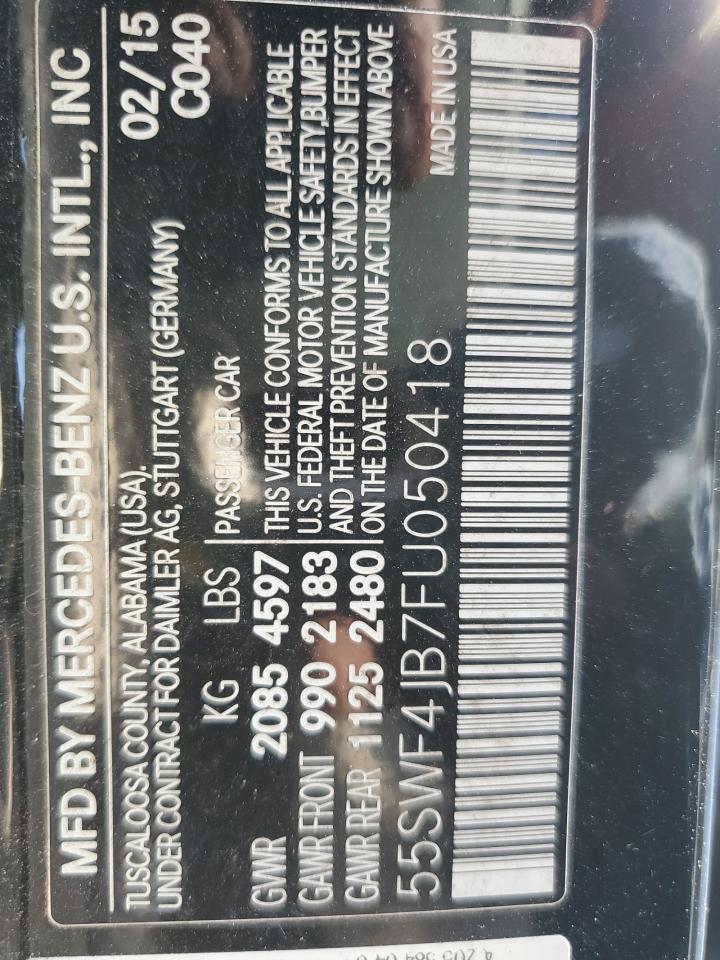 MFD BY MERCEDES-BENZ U.S. INTL., INC
TUSCALOOSA COUNTY, ALABAMA (USA).
02/15
UNDER CONTRACT FOR DAIMLER AG, STUTTGART (GERMANY)
C040
KG LBS PASSENGER CAR
GVWR 2085 4597 THIS VEHICLE CONFORMS TO ALL APPLICABLE
GAWR FRONT 990 2183 U.S. FEDERAL MOTOR VEHICLE SAFETY, BUMPER
AND THEFT PREVENTION STANDARDS IN EFFECT
GAWR REAR 1125 2480 ON THE DATE OF MANUFACTURE SHOWN ABOVE
55SWF4JB7FU050418 MADE IN USA